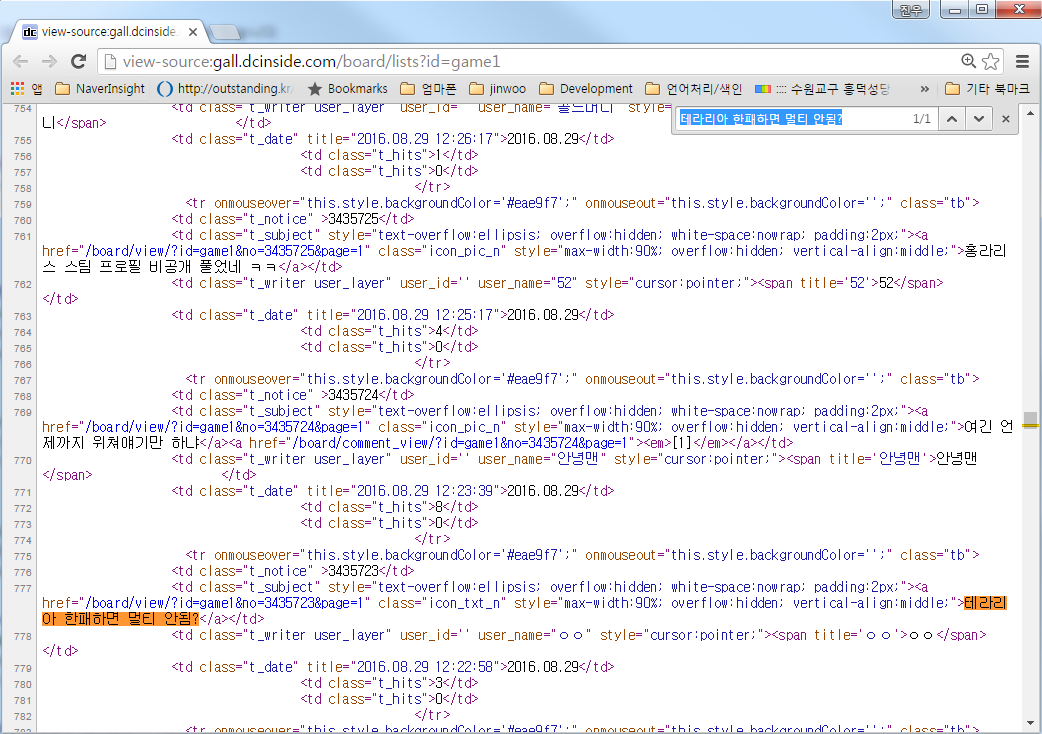 진우
dc view-source:gall.dcinside.
view-source:gall.dcinside.com/board/lists?id=game1
앱 NaverInsight http://outstanding.kr Bookmarks 엄마폰 jinwoo Development 언어처리/색인 :::: 수원교구 흥덕성당 » 기타 북마크
테라리아 한패하면 멀티 안됨? 1/1
754 <td class="t_writer user_layer" user_id='' user_name="골드머니" style=
니</span> </td>
755 <td class="t_date" title="2016.08.29 12:26:17">2016.08.29</td>
756 <td class="t_hits">1</td>
757 <td class="t_hits">0</td>
758 </tr>
759 <tr onmouseover="this.style.backgroundColor='#eae9f7';" onmouseout="this.style.backgroundColor='';" class="tb">
760 <td class="t_notice" >3435725</td>
761 <td class="t_subject" style="text-overflow:ellipsis; overflow:hidden; white-space:nowrap; padding:2px;"><a
href="/board/view/?id=game1&no=3435725&page=1" class="icon_pic_n" style="max-width:90%; overflow:hidden; vertical-align:middle;">홍라리
스 스팀 프로필 비공개 풀었네 ㅋㅋ</a></td>
762 <td class="t_writer user_layer" user_id='' user_name="52" style="cursor:pointer;"><span title='52'>52</span>
</td>
763 <td class="t_date" title="2016.08.29 12:25:17">2016.08.29</td>
764 <td class="t_hits">4</td>
765 <td class="t_hits">0</td>
766 </tr>
767 <tr onmouseover="this.style.backgroundColor='#eae9f7';" onmouseout="this.style.backgroundColor='';" class="tb">
768 <td class="t_notice" >3435724</td>
769 <td class="t_subject" style="text-overflow:ellipsis; overflow:hidden; white-space:nowrap; padding:2px;"><a
href="/board/view/?id=game1&no=3435724&page=1" class="icon_pic_n" style="max-width:90%; overflow:hidden; vertical-align:middle;">여긴 언
제까지 위쳐얘기만 하냐</a><a href="/board/comment_view/?id=game1&no=3435724&page=1"><em>[1]</em></a></td>
770 <td class="t_writer user_layer" user_id='' user_name="안녕맨" style="cursor:pointer;"><span title='안녕맨'>안녕맨
</span> </td>
771 <td class="t_date" title="2016.08.29 12:23:39">2016.08.29</td>
772 <td class="t_hits">8</td>
773 <td class="t_hits">0</td>
774 </tr>
775 <tr onmouseover="this.style.backgroundColor='#eae9f7';" onmouseout="this.style.backgroundColor='';" class="tb">
776 <td class="t_notice" >3435723</td>
777 <td class="t_subject" style="text-overflow:ellipsis; overflow:hidden; white-space:nowrap; padding:2px;"><a
href="/board/view/?id=game1&no=3435723&page=1" class="icon_txt_n" style="max-width:90%; overflow:hidden; vertical-align:middle;">테라리
아 한패하면 멀티 안됨?</a></td>
778 <td class="t_writer user_layer" user_id='' user_name="ㅇㅇ" style="cursor:pointer;"><span title='ㅇㅇ'>ㅇㅇ</span>
</td>
779 <td class="t_date" title="2016.08.29 12:22:58">2016.08.29</td>
780 <td class="t_hits">3</td>
781 <td class="t_hits">0</td>
782 </tr>
783 <tr onmouseover="this.style.backgroundColor='#eae9f7';" onmouseout="this.style.backgroundColor='';" class="tb">